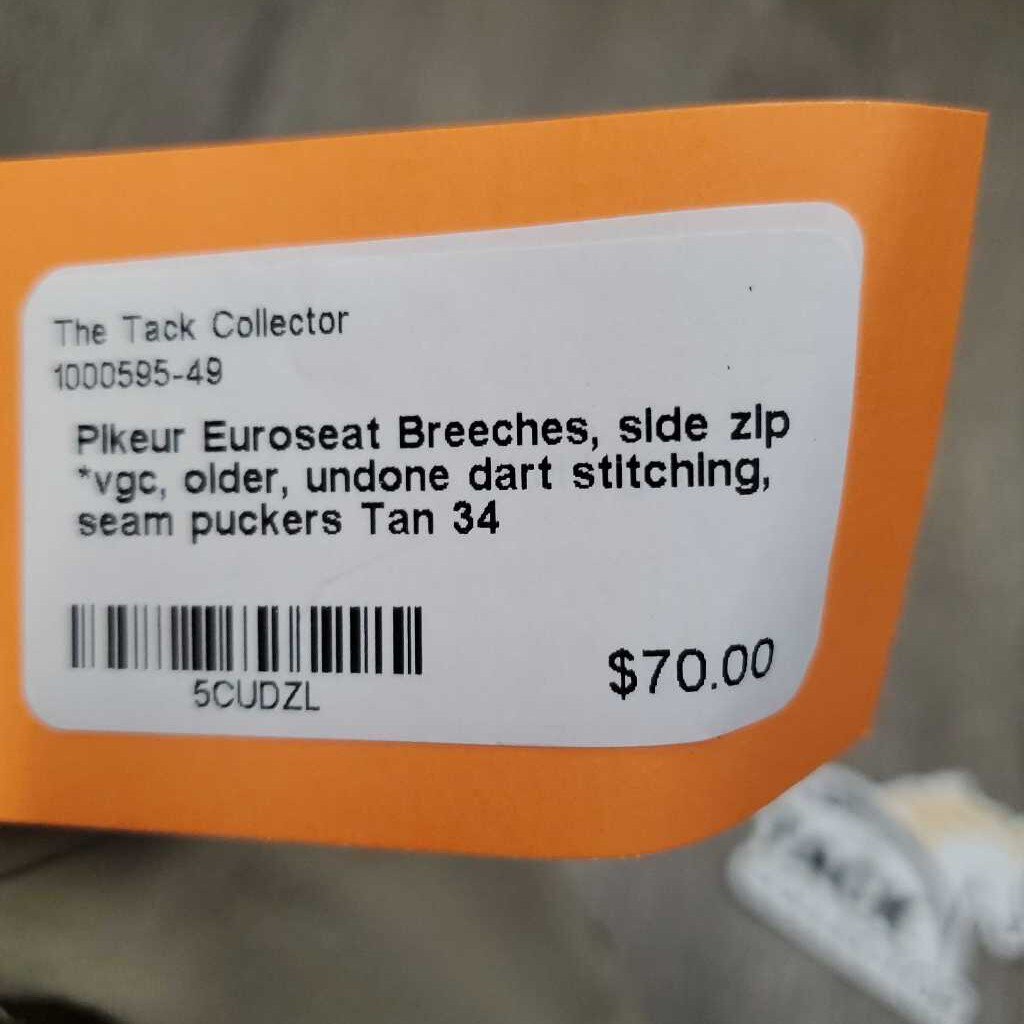 The Tack Collector
1000595-49
Pikeur Euroseat Breeches, side zip
*vgc, older, undone dart stitching,
seam puckers Tan 34
5CUDZL
$70.00